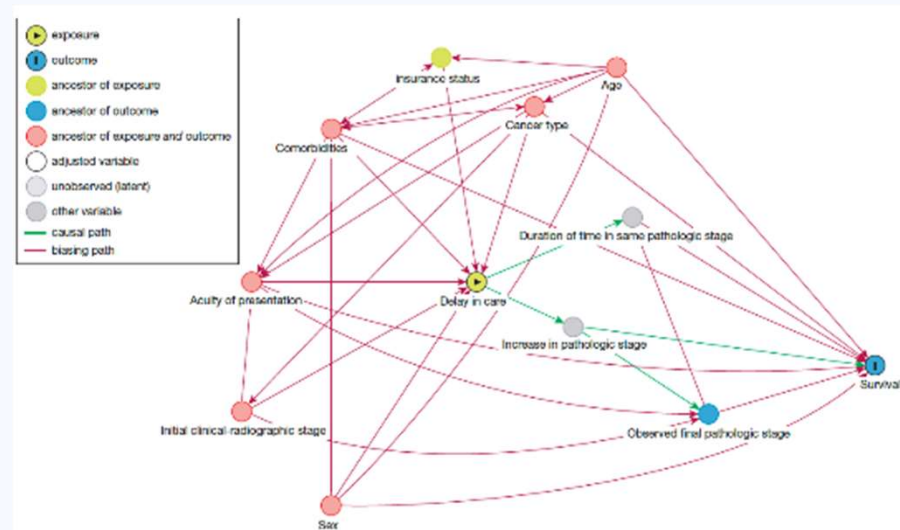 exposure
outcome
ancestor of exposure
ancestor of outcome
ancestor of exposure and outcome
adjusted variable
unobserved (latent)
other variable
causal path
biasing path
insurance status
Age
Cancer type
Comorbidities
Duration of time in same pathologic stage
Acuity of presentation
Delay in care
Increase in pathologic stage
Survival
Initial clinical-radiographic stage
Observed final pathologic stage
Sex